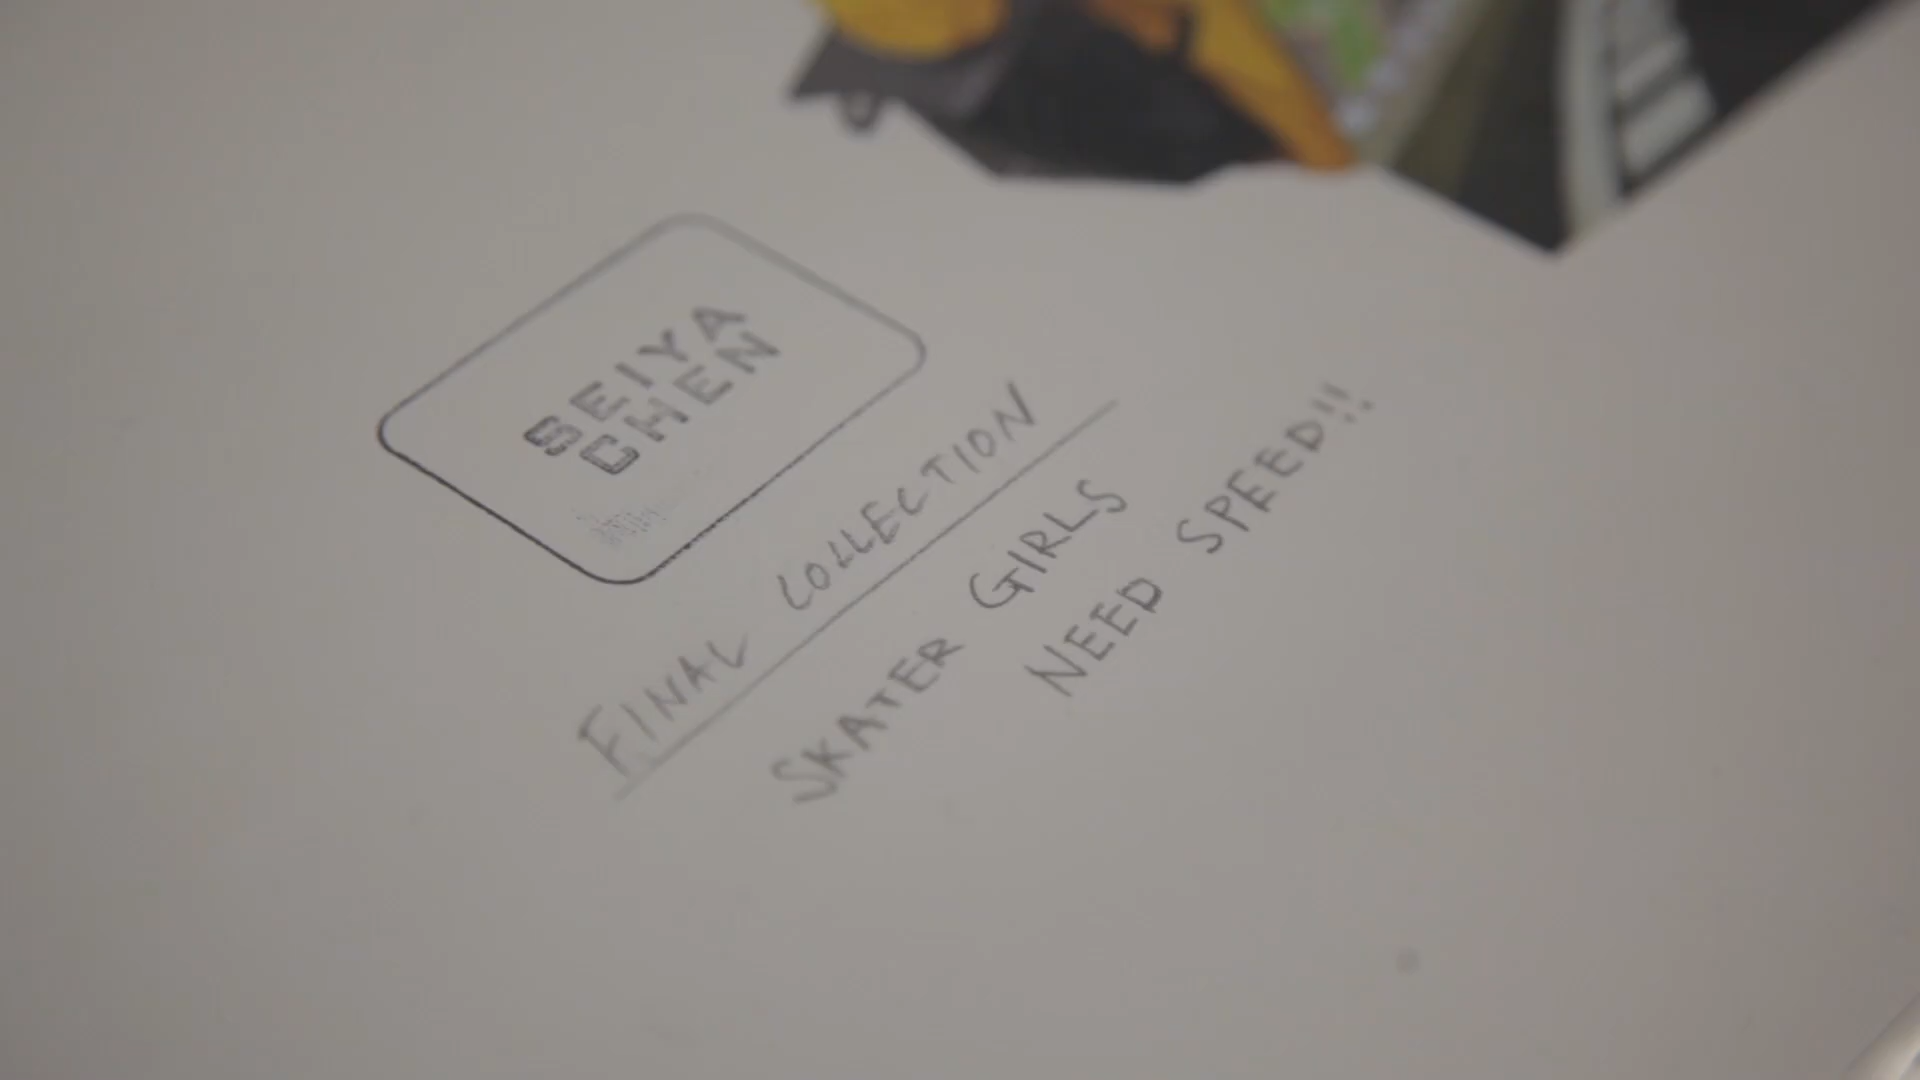 SEIYA
CHEN
FINAL COLLECTION
SKATER GIRLS
NEED SPEED!!